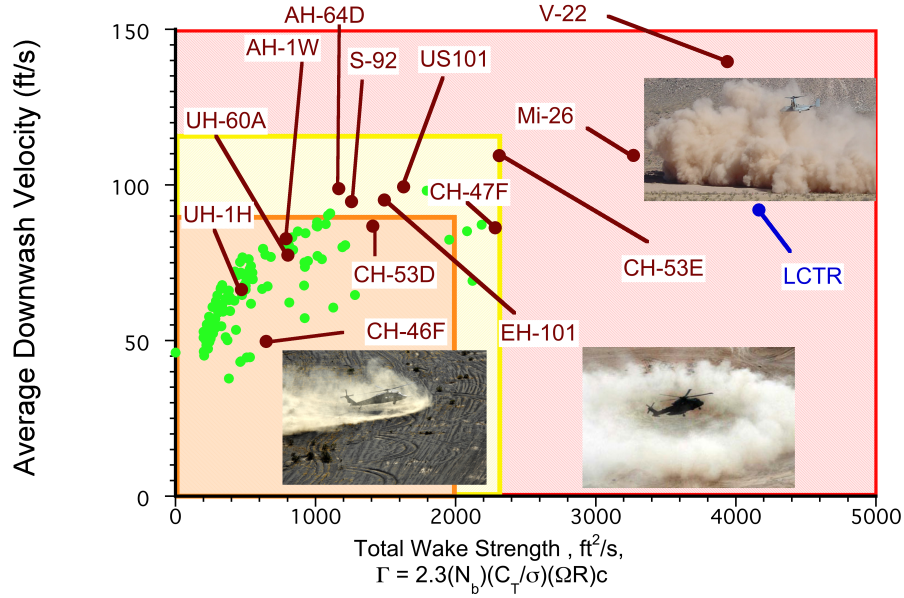 AH-64D
V-22
150
AH-1W
S-92
US101
UH-60A
Mi-26
100
CH-47F
UH-1H
CH-53D
CH-53E
LCTR
CH-46F
EH-101
50
0
0 1000 2000 3000 4000 5000
Average Downwash Velocity (ft/s)
Total Wake Strength , ft²/s,
Γ = 2.3(N_b)(C_T/σ)(ΩR)c